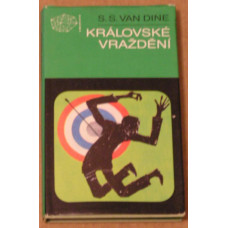 S. S. VAN DINE
KRÁLOVSKÉ
VRAŽDĚNÍ